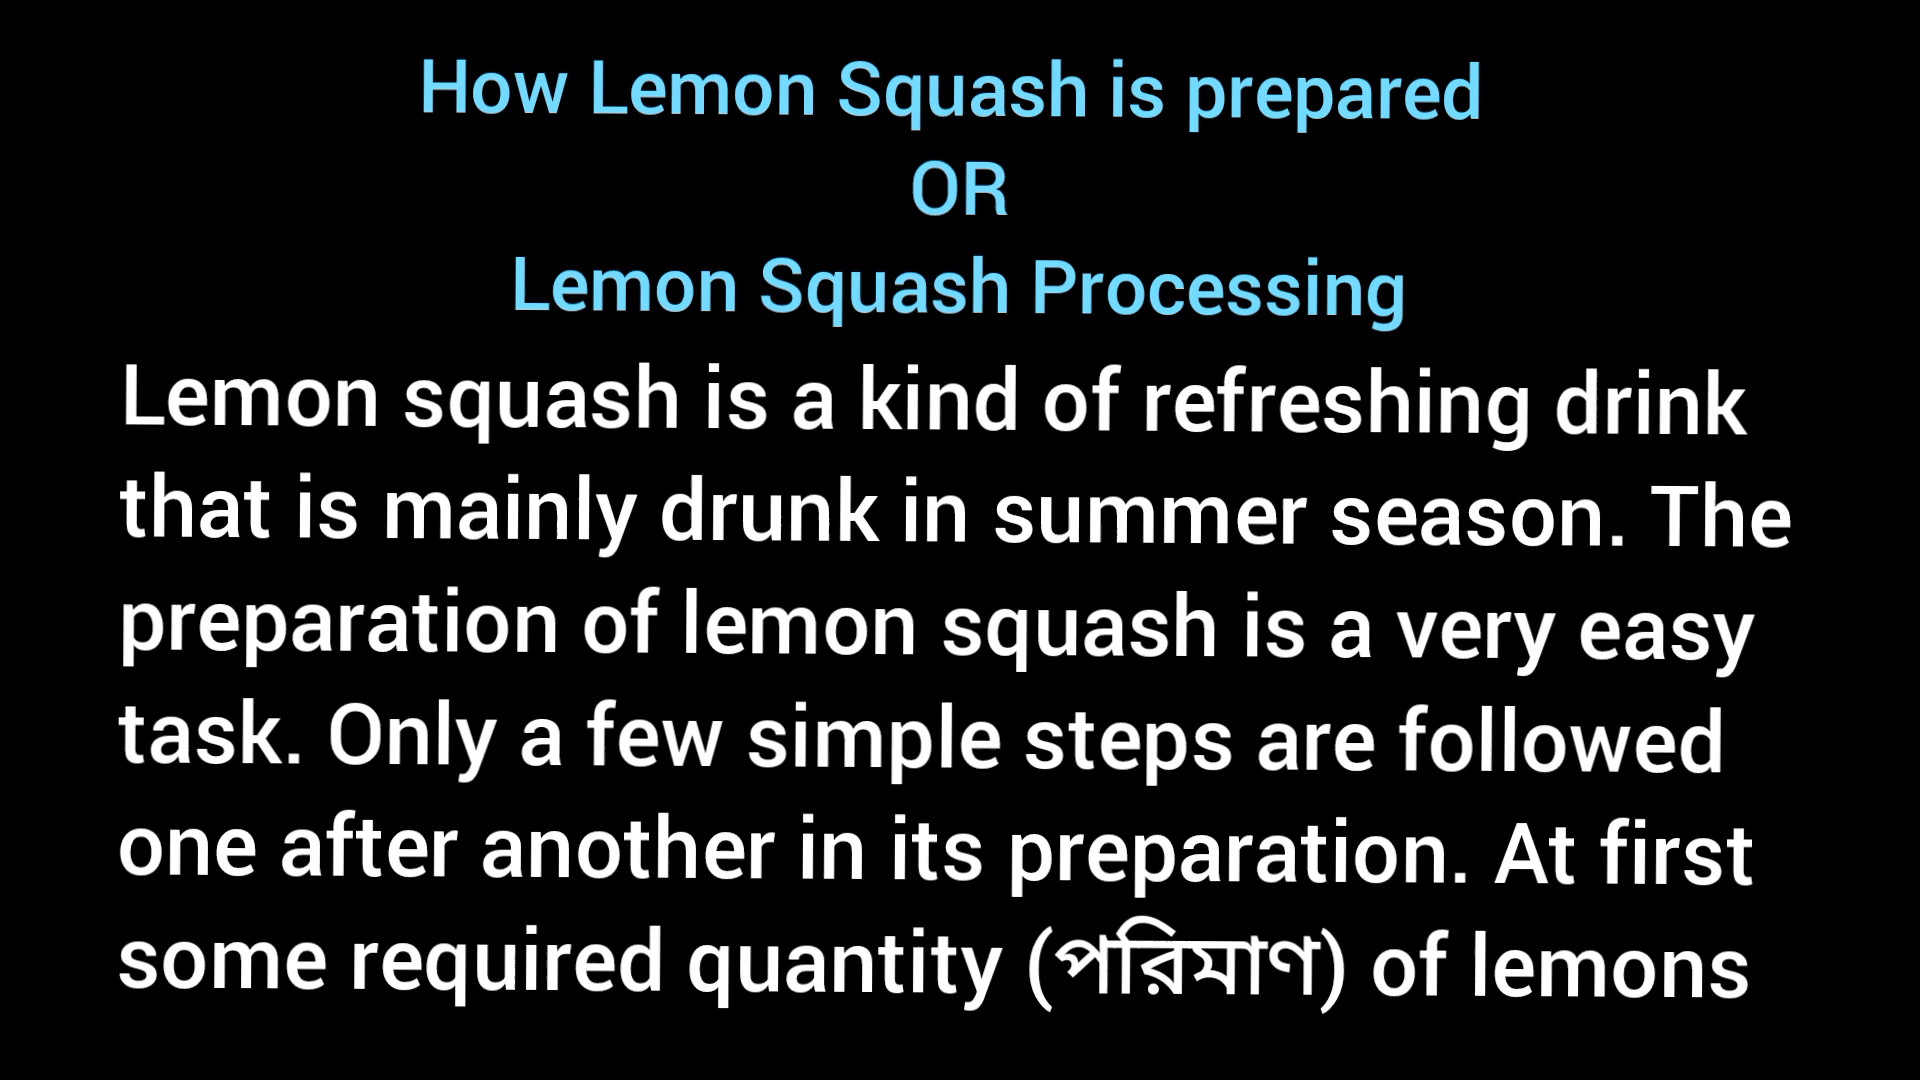 How Lemon Squash is prepared
OR
Lemon Squash Processing
Lemon squash is a kind of refreshing drink
that is mainly drunk in summer season. The
preparation of lemon squash is a very easy
task. Only a few simple steps are followed
one after another in its preparation. At first
some required quantity (পরিমাণ) of lemons